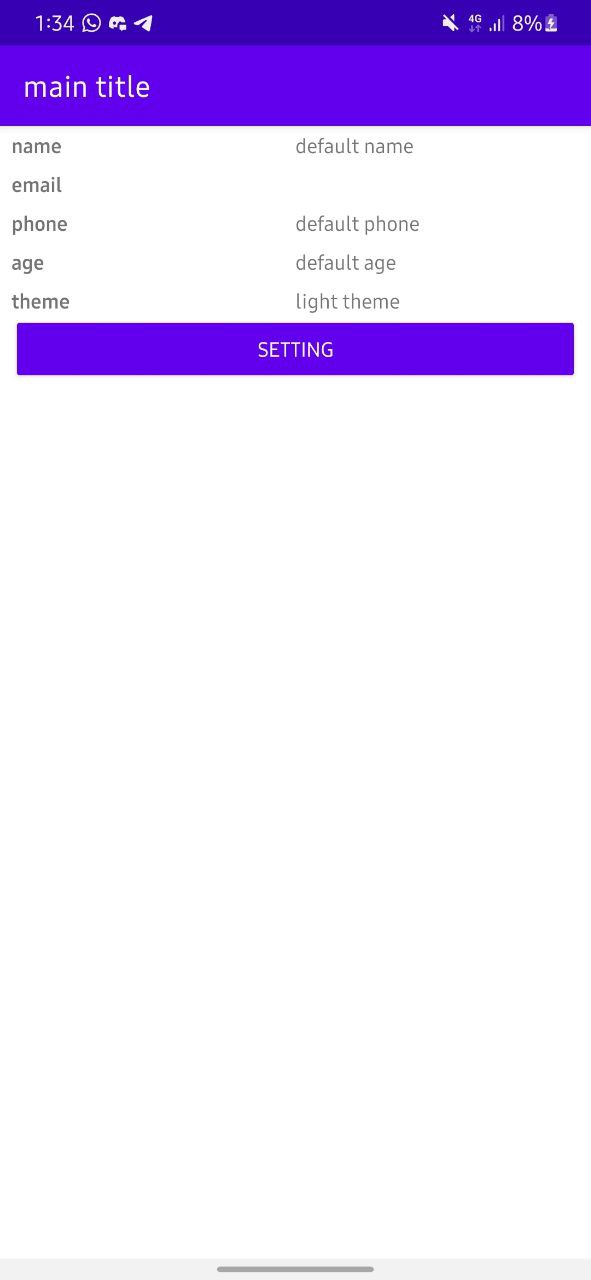 1:34 4G 8%
main title
name default name
email
phone default phone
age default age
theme light theme
SETTING